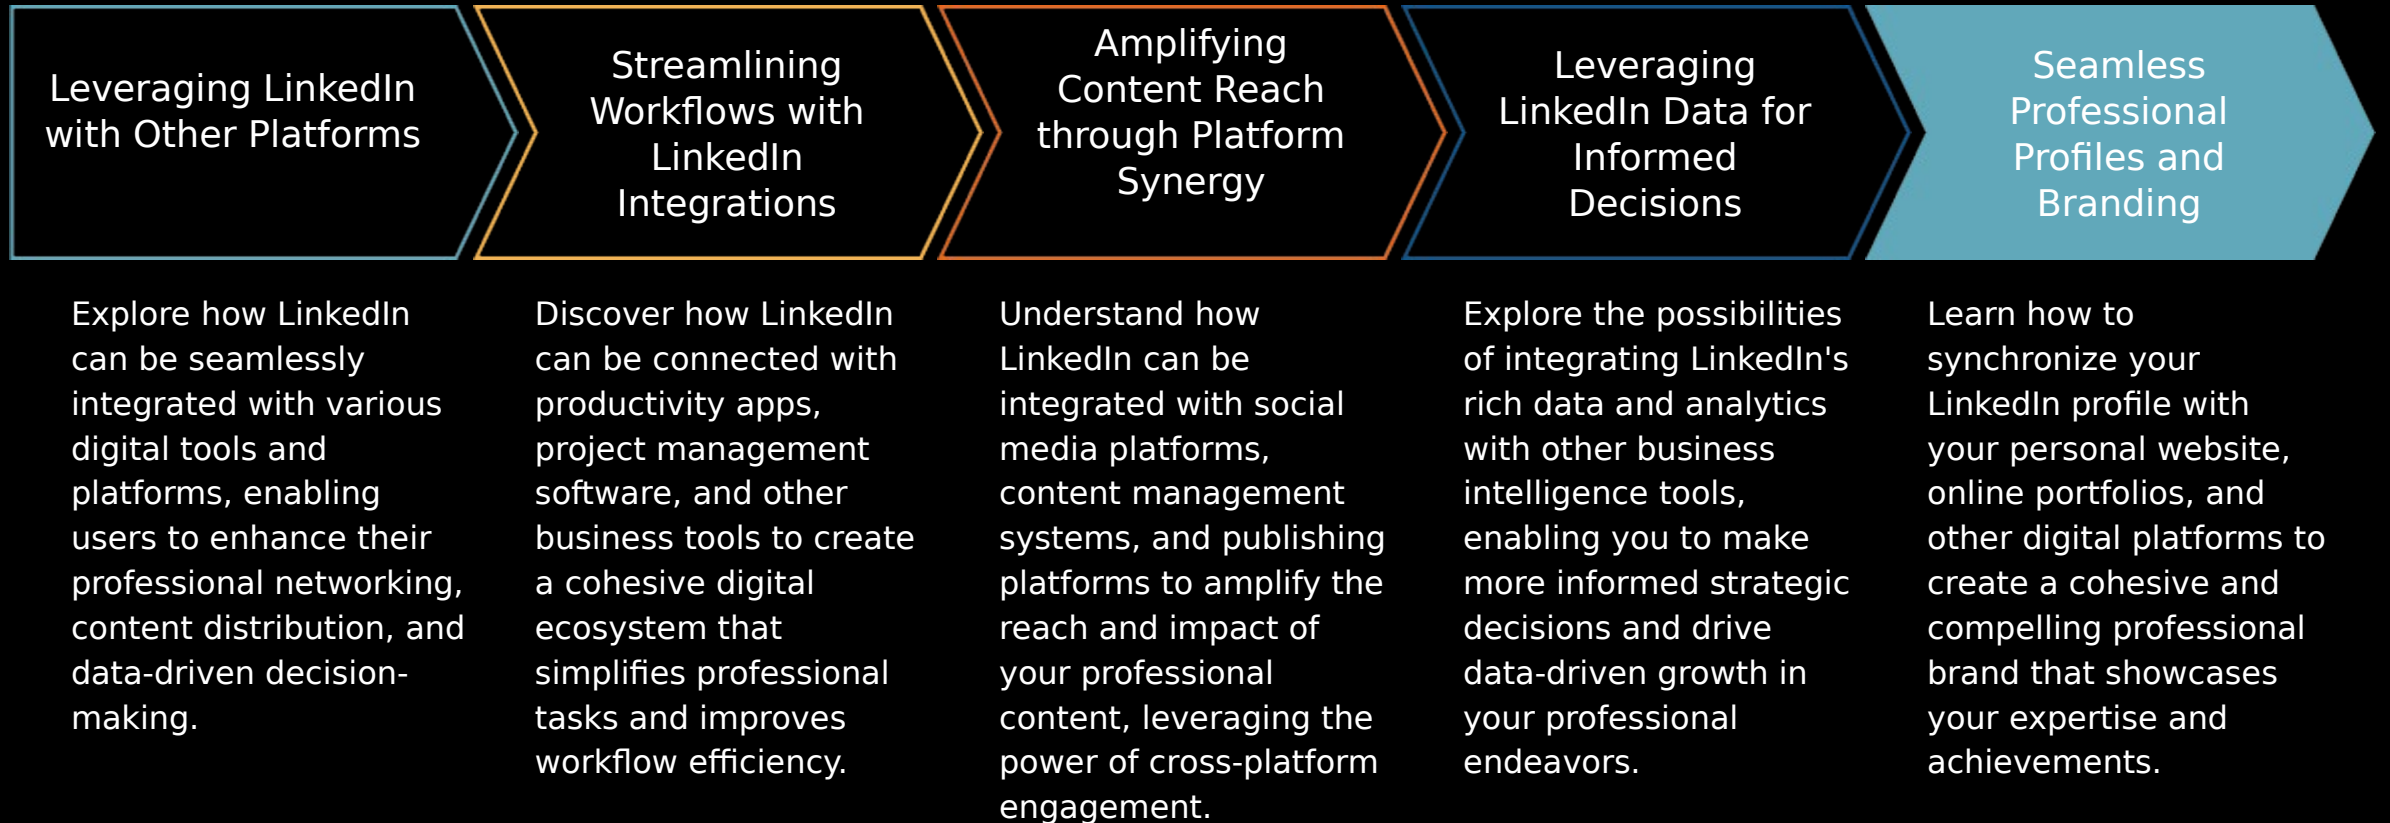 Leveraging LinkedIn
with Other Platforms
Explore how LinkedIn
can be seamlessly
integrated with various
digital tools and
platforms, enabling
users to enhance their
professional networking,
content distribution, and
data-driven decision-
making.
Streamlining
Workflows with
LinkedIn
Integrations
Discover how LinkedIn
can be connected with
productivity apps,
project management
software, and other
business tools to create
a cohesive digital
ecosystem that
simplifies professional
tasks and improves
workflow efficiency.
Amplifying
Content Reach
through Platform
Synergy
Understand how
LinkedIn can be
integrated with social
media platforms,
content management
systems, and publishing
platforms to amplify the
reach and impact of
your professional
content, leveraging the
power of cross-platform
engagement.
Leveraging
LinkedIn Data for
Informed
Decisions
Explore the possibilities
of integrating LinkedIn's
rich data and analytics
with other business
intelligence tools,
enabling you to make
more informed strategic
decisions and drive
data-driven growth in
your professional
endeavors.
Seamless
Professional
Profiles and
Branding
Learn how to
synchronize your
LinkedIn profile with
your personal website,
online portfolios, and
other digital platforms to
create a cohesive and
compelling professional
brand that showcases
your expertise and
achievements.